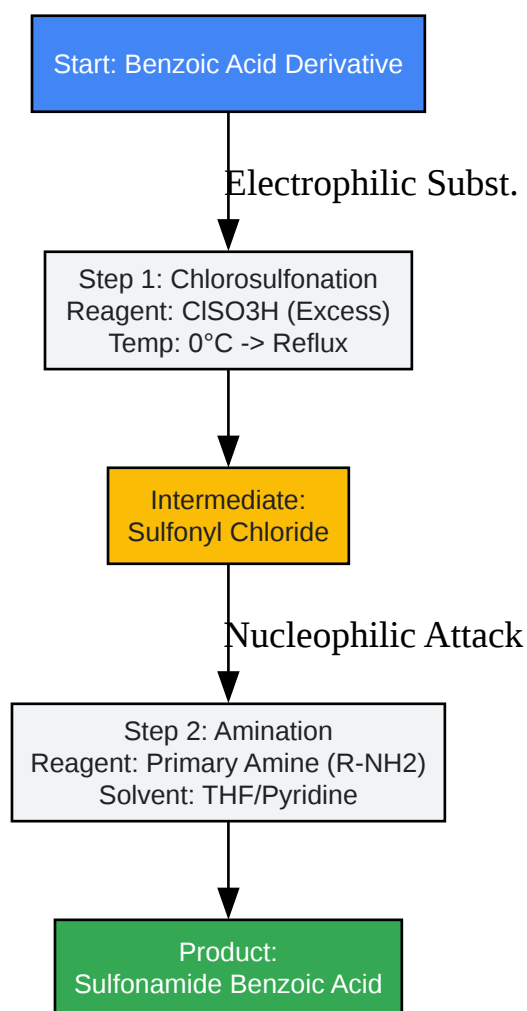 Start: Benzoic Acid Derivative
Electrophilic Subst.
Step 1: Chlorosulfonation
Reagent: ClSO3H (Excess)
Temp: 0°C -> Reflux
Intermediate:
Sulfonyl Chloride
Nucleophilic Attack
Step 2: Amination
Reagent: Primary Amine (R-NH2)
Solvent: THF/Pyridine
Product:
Sulfonamide Benzoic Acid